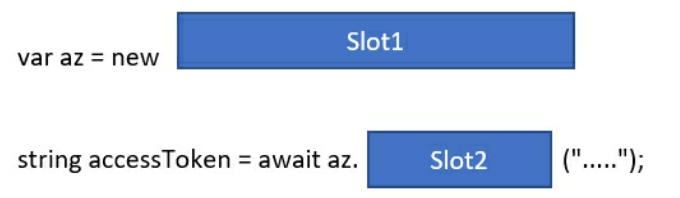 var az = new Slot1
string accessToken = await az. Slot2 (".....");